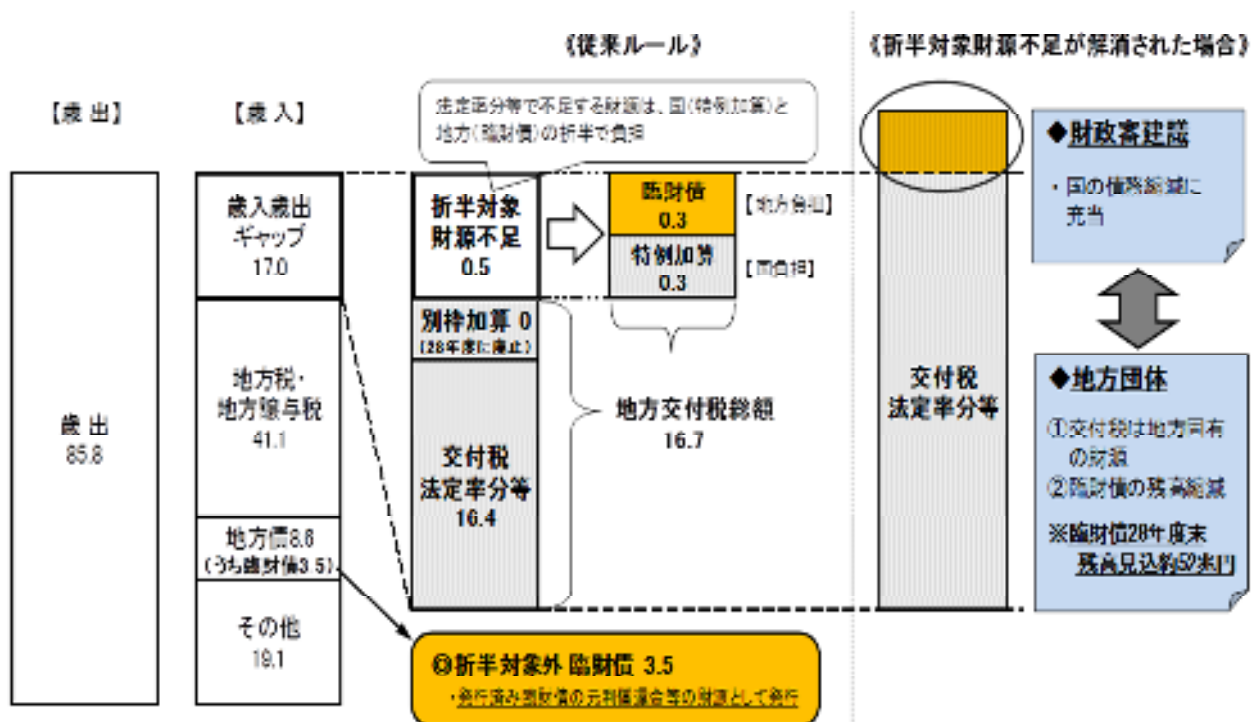 《従来ルール》
《折半対象財源不足が解消された場合》
【歳 出】
【歳 入】
法定率分等で不足する財源は、国(特例加算)と
地方(臨財債)の折半で負担
歳 出
85.8
歳入歳出
ギャップ
17.0
地方税・
地方譲与税
41.1
地方債8.6
(うち臨財債3.5)
その他
19.1
折半対象
財源不足
0.5
別枠加算 0
(28年度に廃止)
交付税
法定率分等
16.4
臨財債
0.3
【地方負担】
特例加算
0.3
【国負担】
地方交付税総額
16.7
◎折半対象外 臨財債 3.5
・発行済み臨財債の元利償還金等の財源として発行
交付税
法定率分等
◆財政審建議
・国の債務縮減に
充当
◆地方団体
①交付税は地方固有
の財源
②臨財債の残高縮減
※臨財債28年度末
残高見込約52兆円